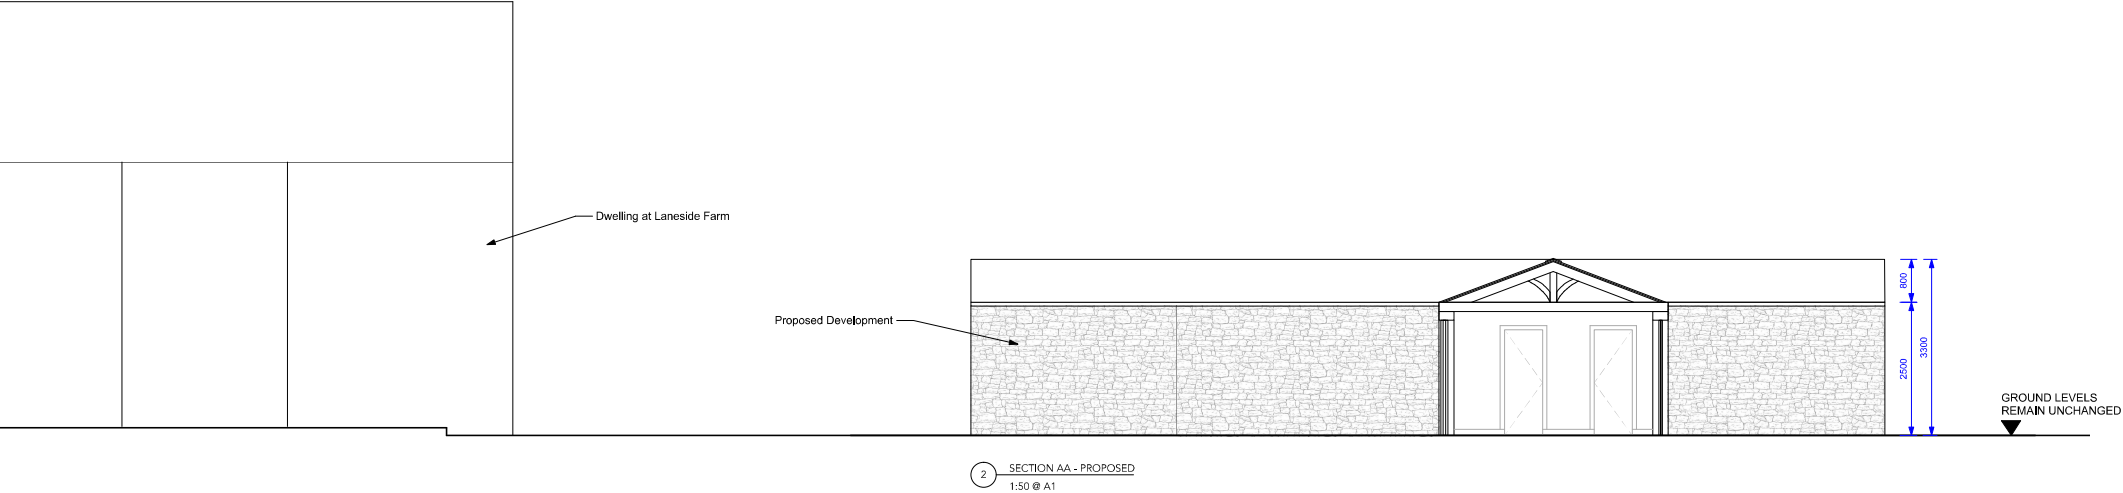 Dwelling at Laneside Farm
Proposed Development
800
2500
3300
GROUND LEVELS
REMAIN UNCHANGED
2
SECTION AA - PROPOSED
1:50 @ A1